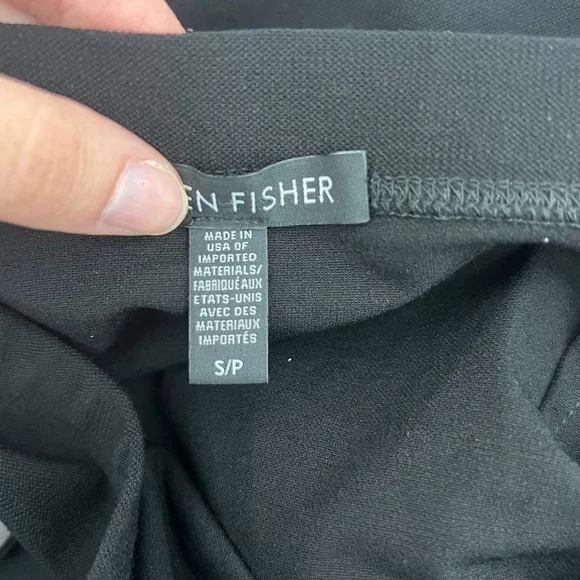 EN FISHER
MADE IN
USA OF
IMPORTED
MATERIALS/
FABRIQUÉ AUX
ETATS-UNIS
AVEC DES
MATERIAUX
IMPORTÉS
S/P